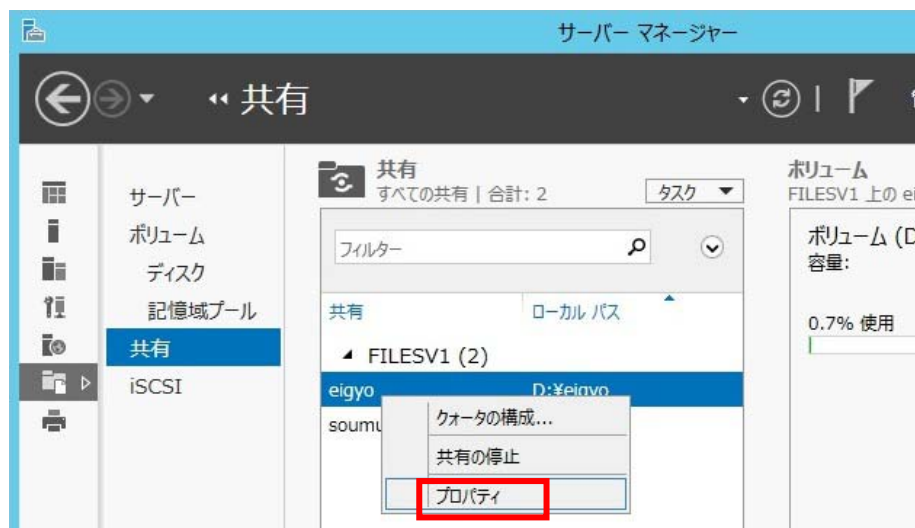 サーバー マネージャー
共有
サーバー
ボリューム
ディスク
記憶域プール
共有
iSCSI
共有
すべての共有 | 合計: 2
タスク
フィルター
共有 ローカル パス
FILESV1 (2)
eigyo D:¥eigyo
soumu
クォータの構成...
共有の停止
プロパティ
ボリューム
FILESV1 上の
ボリューム (D
容量:
0.7% 使用